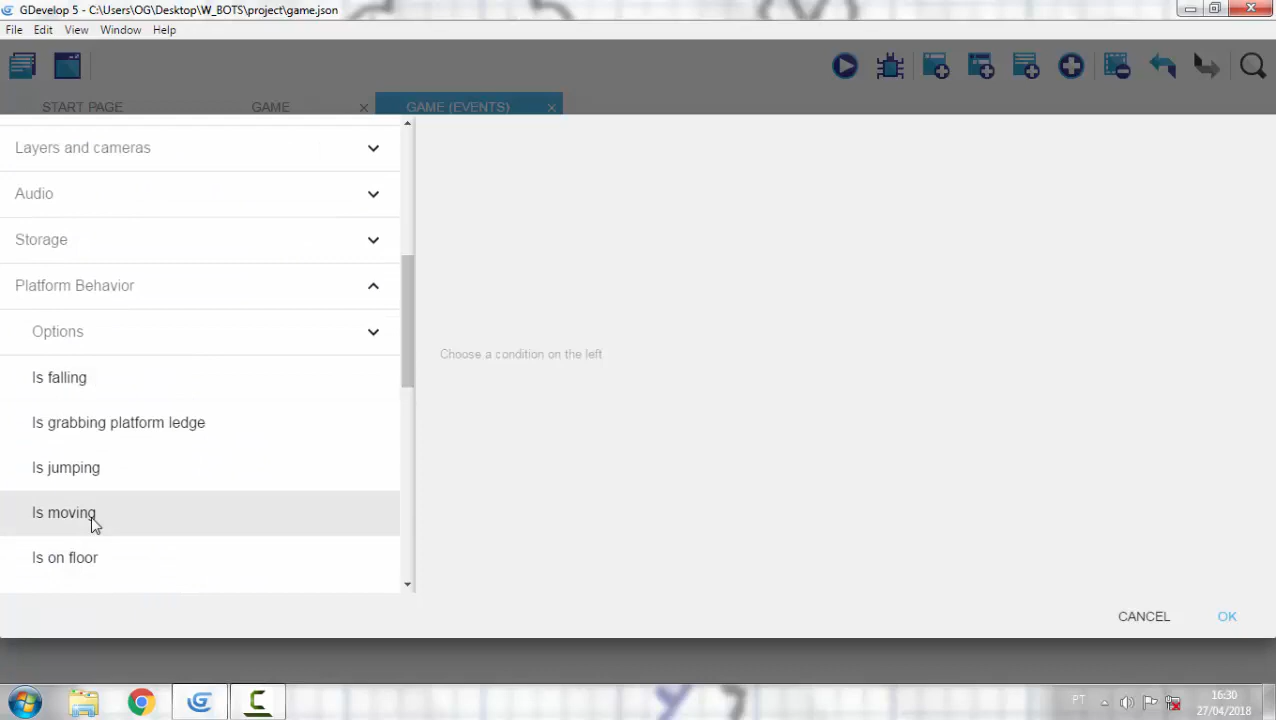 GDevelop 5 - C:\Users\OG\Desktop\W_BOTS\project\game.json
File Edit View Window Help
START PAGE GAME GAME (EVENTS)
Layers and cameras
Audio
Storage
Platform Behavior
Options
Is falling
Is grabbing platform ledge
Is jumping
Is moving
Is on floor
Choose a condition on the left
CANCEL OK
PT
16:30
27/04/2018